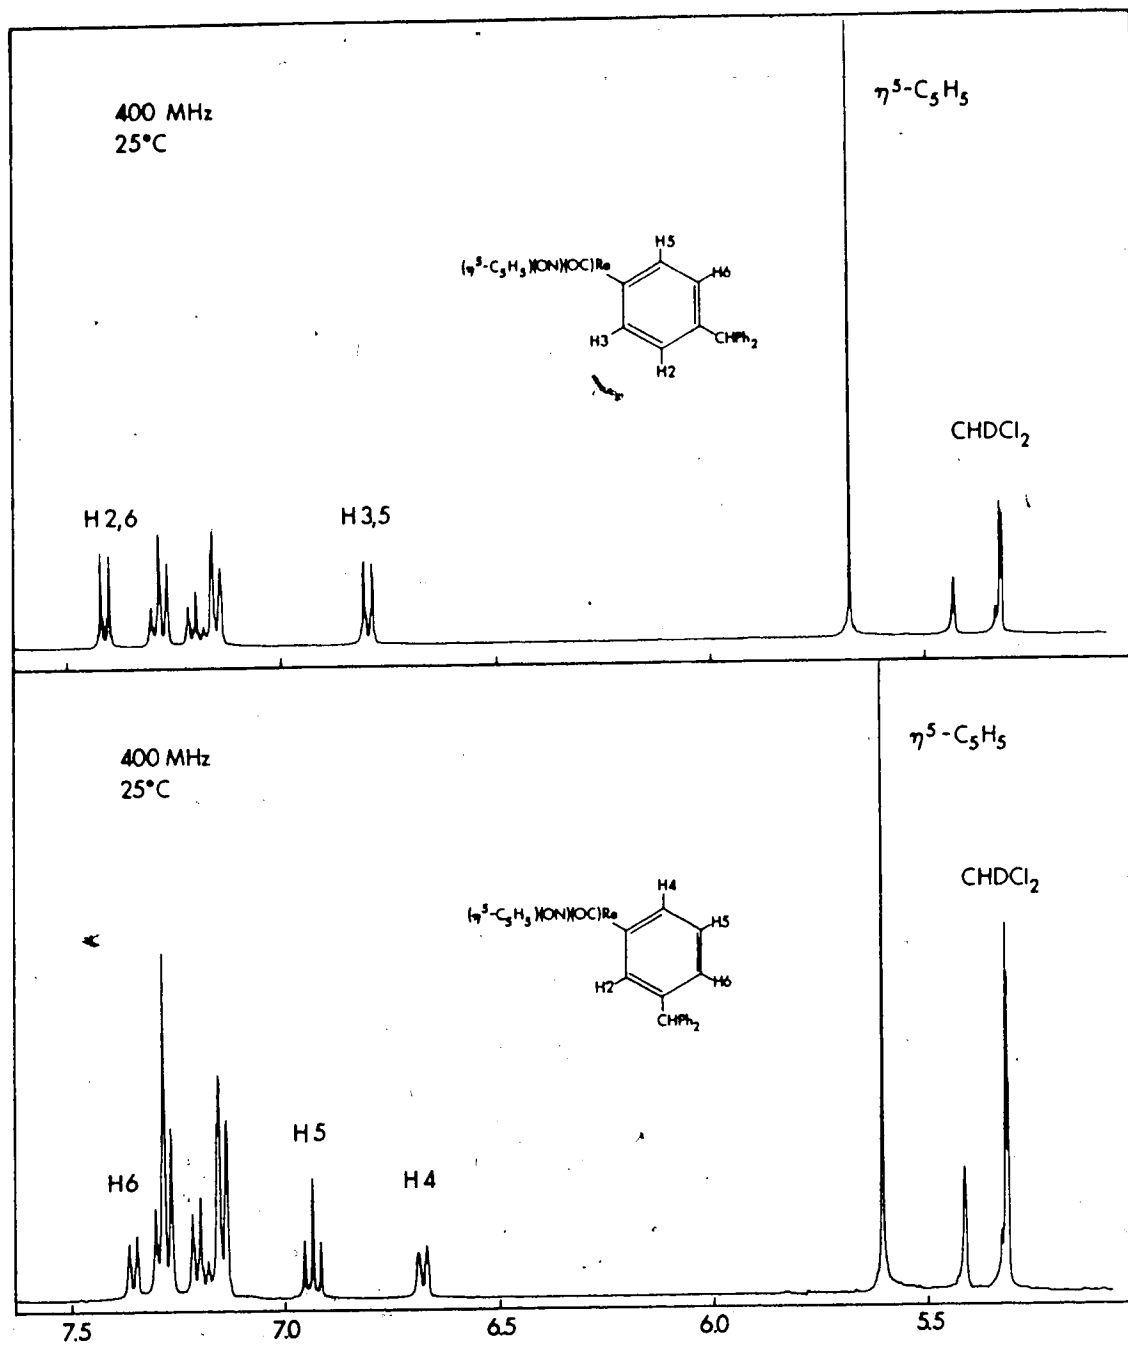 400 MHz
25°C
η⁵-C₅H₅
H5
(η⁵-C₅H₅)(ON)(OC)Re
H6
H3
CHPh₂
H2
CHDCl₂
H 2,6
H 3,5
400 MHz
25°C
η⁵-C₅H₅
CHDCl₂
H4
(η⁵-C₅H₅)(ON)(OC)Re
H5
H2
H6
CHPh₂
H 5
H6
H 4
7.5 7.0 6.5 6.0 5.5